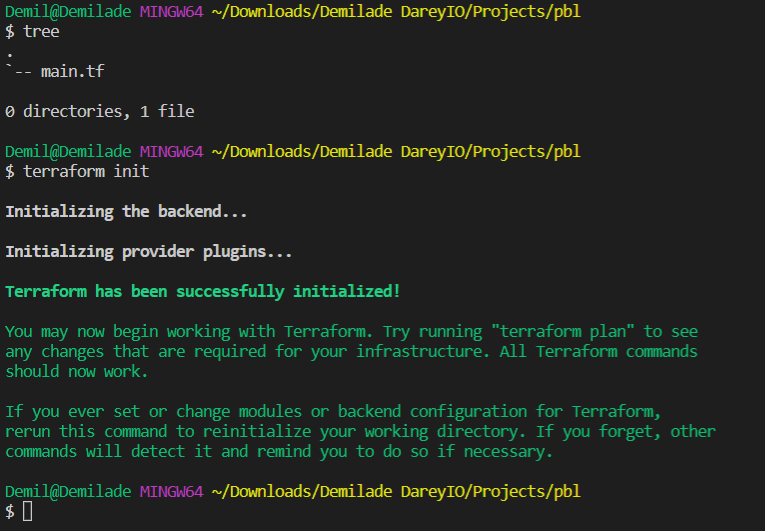 Demil@Demilade MINGW64 ~/Downloads/Demilade DareyIO/Projects/pbl
$ tree
.
`-- main.tf
0 directories, 1 file
Demil@Demilade MINGW64 ~/Downloads/Demilade DareyIO/Projects/pbl
$ terraform init
Initializing the backend...
Initializing provider plugins...
Terraform has been successfully initialized!
You may now begin working with Terraform. Try running "terraform plan" to see
any changes that are required for your infrastructure. All Terraform commands
should now work.
If you ever set or change modules or backend configuration for Terraform,
rerun this command to reinitialize your working directory. If you forget, other
commands will detect it and remind you to do so if necessary.
Demil@Demilade MINGW64 ~/Downloads/Demilade DareyIO/Projects/pbl
$